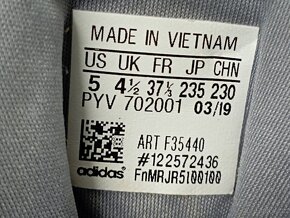 MADE IN VIETNAM
US UK FR JP CHN
5 4½ 37⅓ 235 230
PYV 702001 03/19
ART F35440
#122572436
adidas FnMRJR5100100